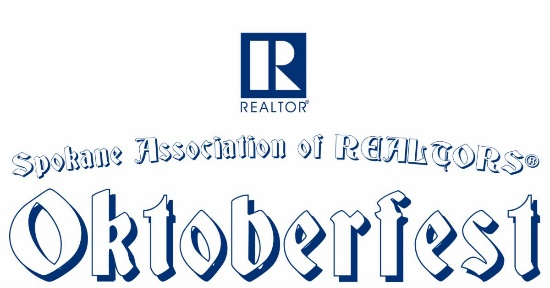 R
REALTOR®
Spokane Association of REALTORS®
Oktoberfest